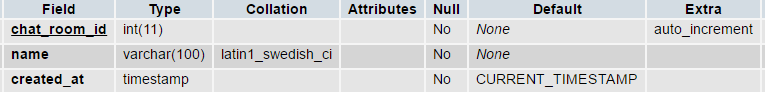 Field Type Collation Attributes Null Default Extra
chat_room_id int(11) No None auto_increment
name varchar(100) latin1_swedish_ci No None
created_at timestamp No CURRENT_TIMESTAMP